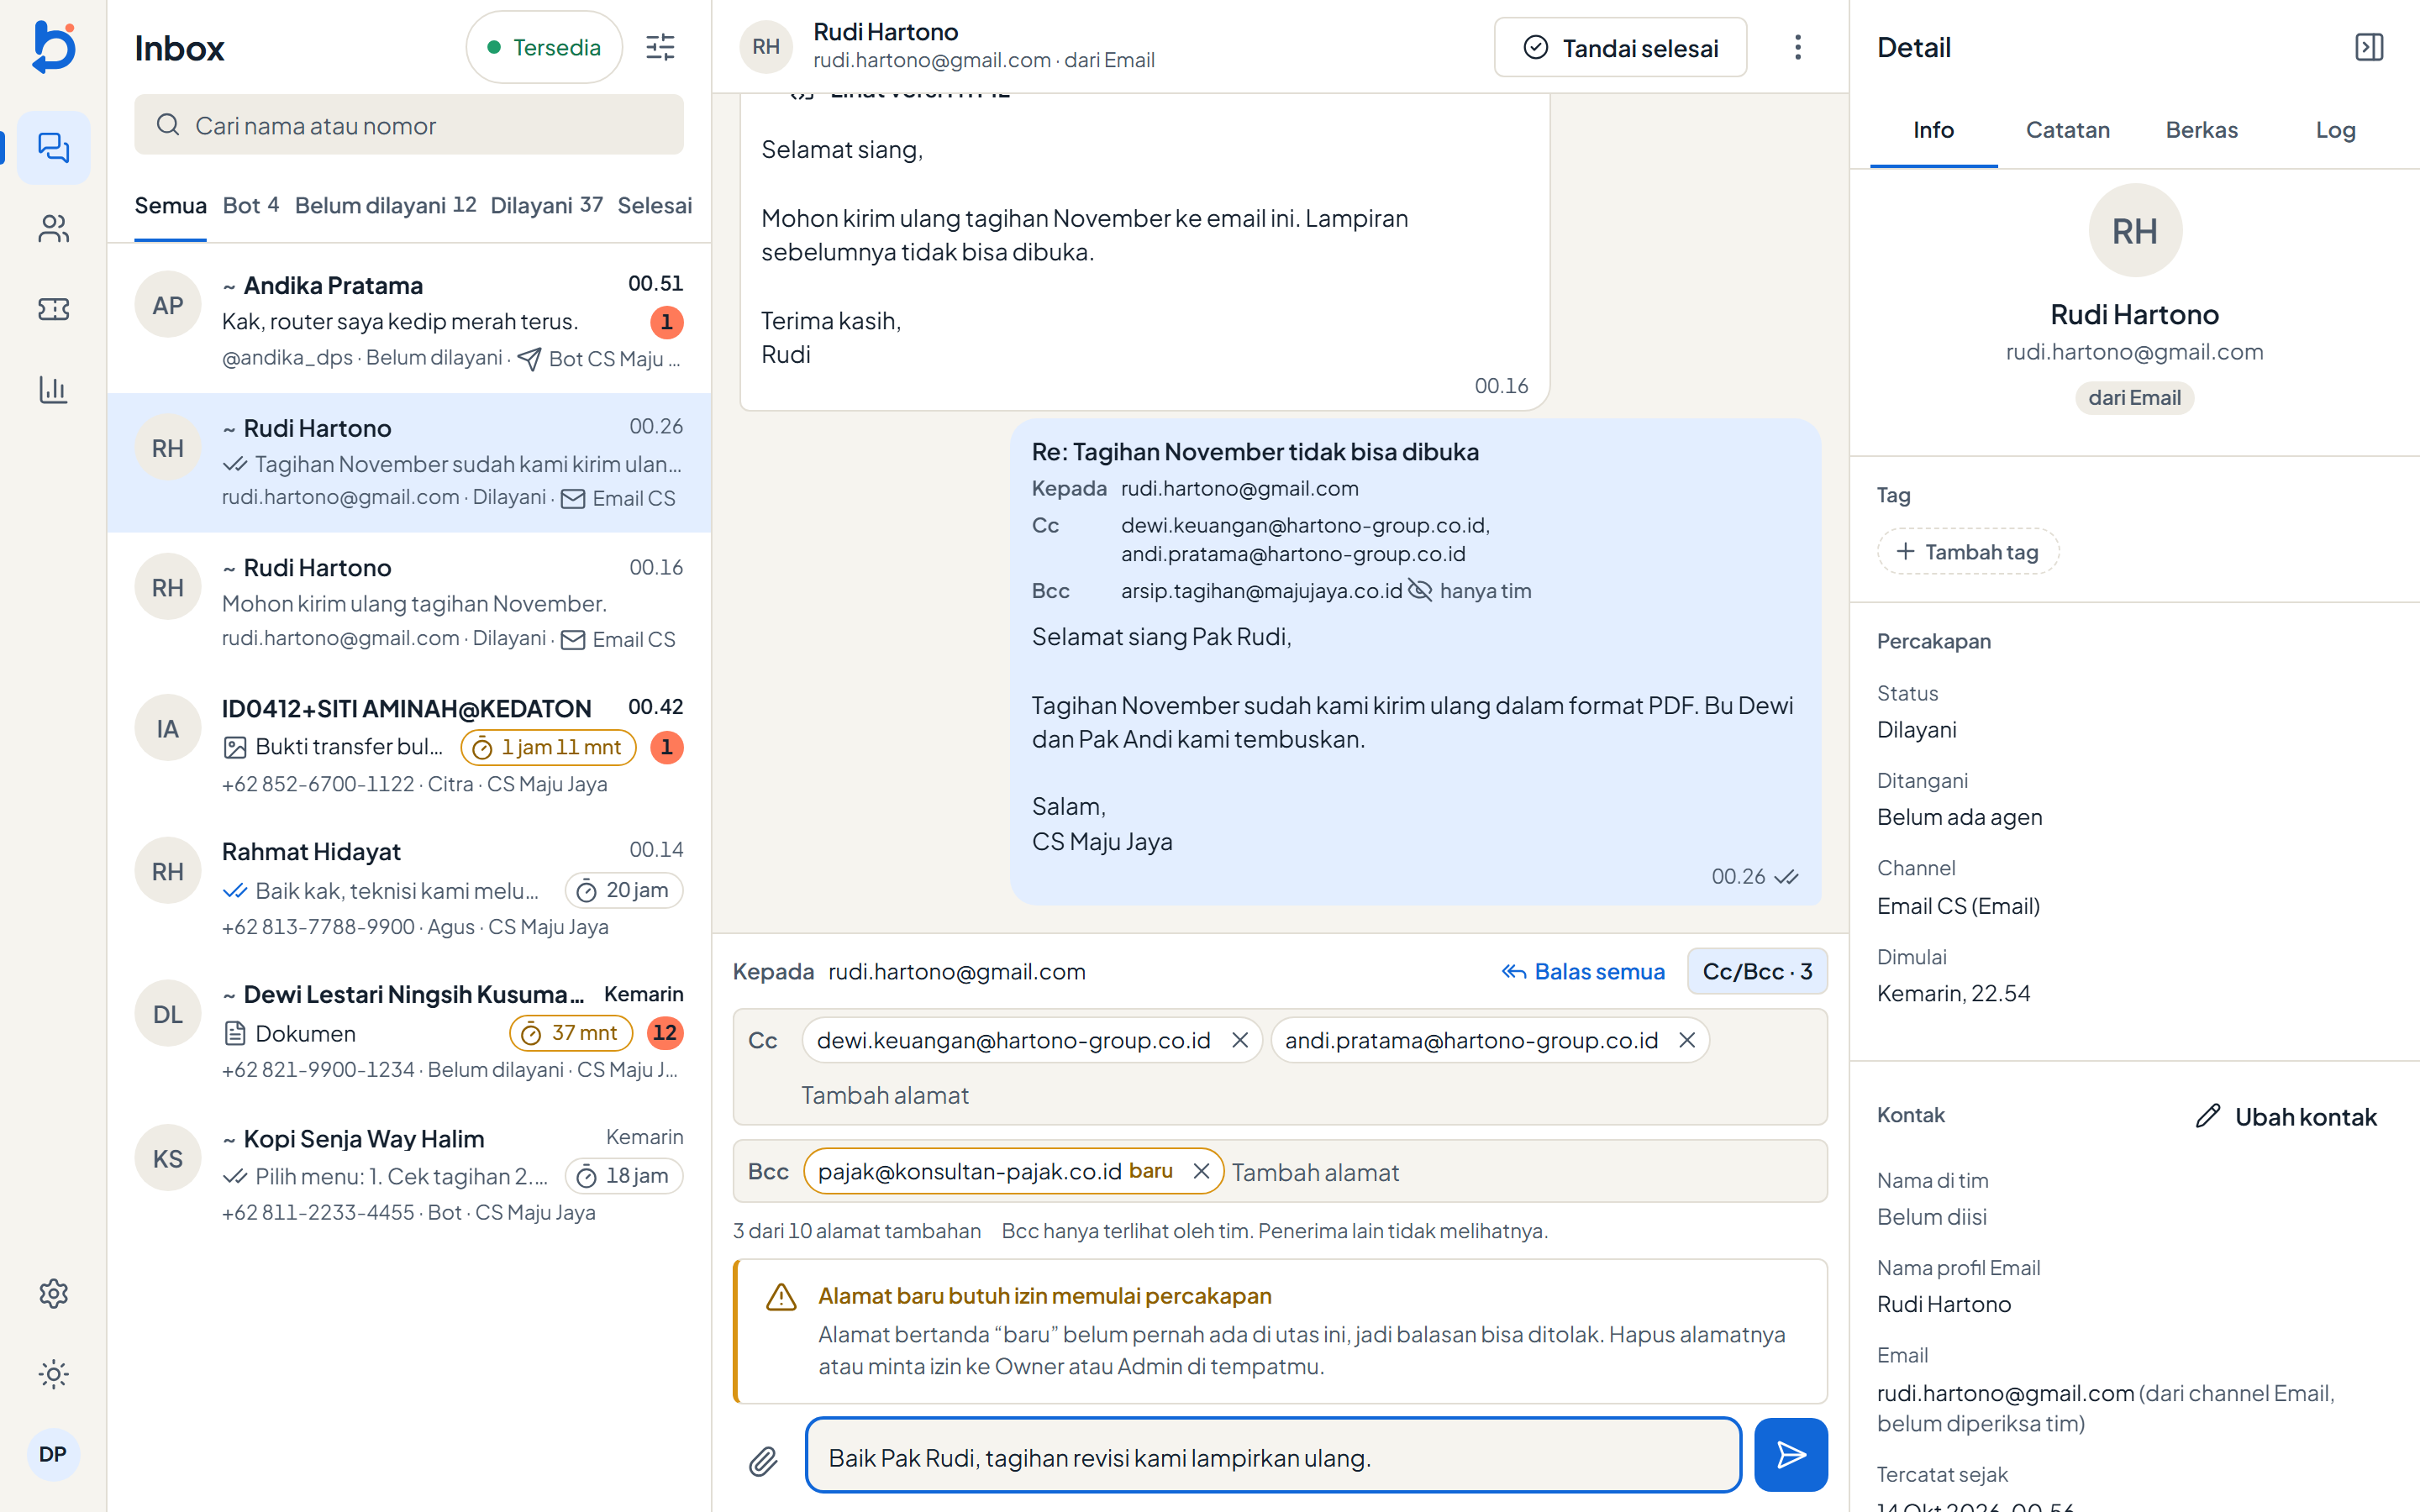 Inbox
Tersedia
Cari nama atau nomor
Semua
Bot 4
Belum dilayani 12
Dilayani 37
Selesai
AP
~ Andika Pratama
00.51
Kak, router saya kedip merah terus.
1
@andika_dps · Belum dilayani · Bot CS Maju ...
RH
~ Rudi Hartono
00.26
Tagihan November sudah kami kirim ulan...
rudi.hartono@gmail.com · Dilayani · Email CS
RH
~ Rudi Hartono
00.16
Mohon kirim ulang tagihan November.
rudi.hartono@gmail.com · Dilayani · Email CS
IA
ID0412+SITI AMINAH@KEDATON
00.42
Bukti transfer bul...
1 jam 11 mnt
1
+62 852-6700-1122 · Citra · CS Maju Jaya
RH
Rahmat Hidayat
00.14
Baik kak, teknisi kami melu...
20 jam
+62 813-7788-9900 · Agus · CS Maju Jaya
DL
~ Dewi Lestari Ningsih Kusuma...
Kemarin
Dokumen
37 mnt
12
+62 821-9900-1234 · Belum dilayani · CS Maju J...
KS
~ Kopi Senja Way Halim
Kemarin
Pilih menu: 1. Cek tagihan 2....
18 jam
+62 811-2233-4455 · Bot · CS Maju Jaya
DP
RH
Rudi Hartono
rudi.hartono@gmail.com · dari Email
Tandai selesai
Selamat siang,
Mohon kirim ulang tagihan November ke email ini. Lampiran
sebelumnya tidak bisa dibuka.
Terima kasih,
Rudi
00.16
Re: Tagihan November tidak bisa dibuka
Kepada rudi.hartono@gmail.com
Cc dewi.keuangan@hartono-group.co.id,
andi.pratama@hartono-group.co.id
Bcc arsip.tagihan@majujaya.co.id hanya tim
Selamat siang Pak Rudi,
Tagihan November sudah kami kirim ulang dalam format PDF. Bu Dewi
dan Pak Andi kami tembuskan.
Salam,
CS Maju Jaya
00.26
Kepada rudi.hartono@gmail.com
Balas semua
Cc/Bcc · 3
Cc dewi.keuangan@hartono-group.co.id andi.pratama@hartono-group.co.id
Tambah alamat
Bcc pajak@konsultan-pajak.co.id baru Tambah alamat
3 dari 10 alamat tambahan Bcc hanya terlihat oleh tim. Penerima lain tidak melihatnya.
Alamat baru butuh izin memulai percakapan
Alamat bertanda “baru” belum pernah ada di utas ini, jadi balasan bisa ditolak. Hapus alamatnya
atau minta izin ke Owner atau Admin di tempatmu.
Baik Pak Rudi, tagihan revisi kami lampirkan ulang.
Detail
Info
Catatan
Berkas
Log
RH
Rudi Hartono
rudi.hartono@gmail.com
dari Email
Tag
Tambah tag
Percakapan
Status
Dilayani
Ditangani
Belum ada agen
Channel
Email CS (Email)
Dimulai
Kemarin, 22.54
Kontak
Ubah kontak
Nama di tim
Belum diisi
Nama profil Email
Rudi Hartono
Email
rudi.hartono@gmail.com (dari channel Email,
belum diperiksa tim)
Tercatat sejak
14 Okt 2026, 00.56